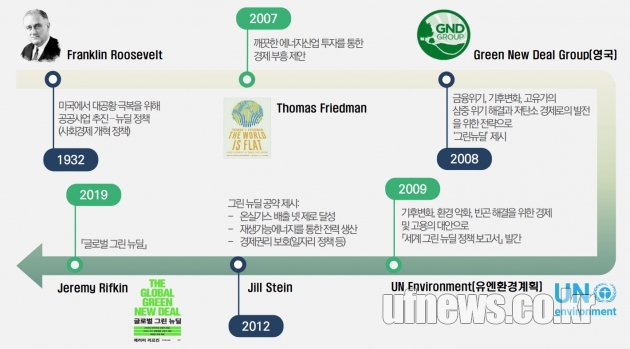 2007
GND
GROUP
Franklin Roosevelt
깨끗한 에너지산업 투자를 통한
경제 부흥 제안
Green New Deal Group(영국)
미국에서 대공황 극복을 위해
공공사업 추진 - 뉴딜 정책
(사회경제 개혁 정책)
1932
Thomas Friedman
THE WORLD
IS FLAT
금융위기, 기후변화, 고유가의
삼중 위기 해결과 저탄소 경제로의 발전
을 위한 전략으로
'그린뉴딜' 제시
2008
2019
『글로벌 그린 뉴딜』
그린 뉴딜 공약 제시:
- 온실가스 배출 넷 제로 달성
- 재생가능에너지를 통한 전력 생산
- 경제권리 보호(일자리 정책 등)
2009
기후변화, 환경 악화, 빈곤 해결을 위한 경제
및 고용의 대안으로
『세계 그린 뉴딜 정책 보고서』 발간
Jeremy Rifkin
THE
GLOBAL
GREEN
NEW DEAL
글로벌 그린 뉴딜
제러미 리프킨
Jill Stein
2012
UN Environment(유엔환경계획)
UN
environment
ufnews.co.kr